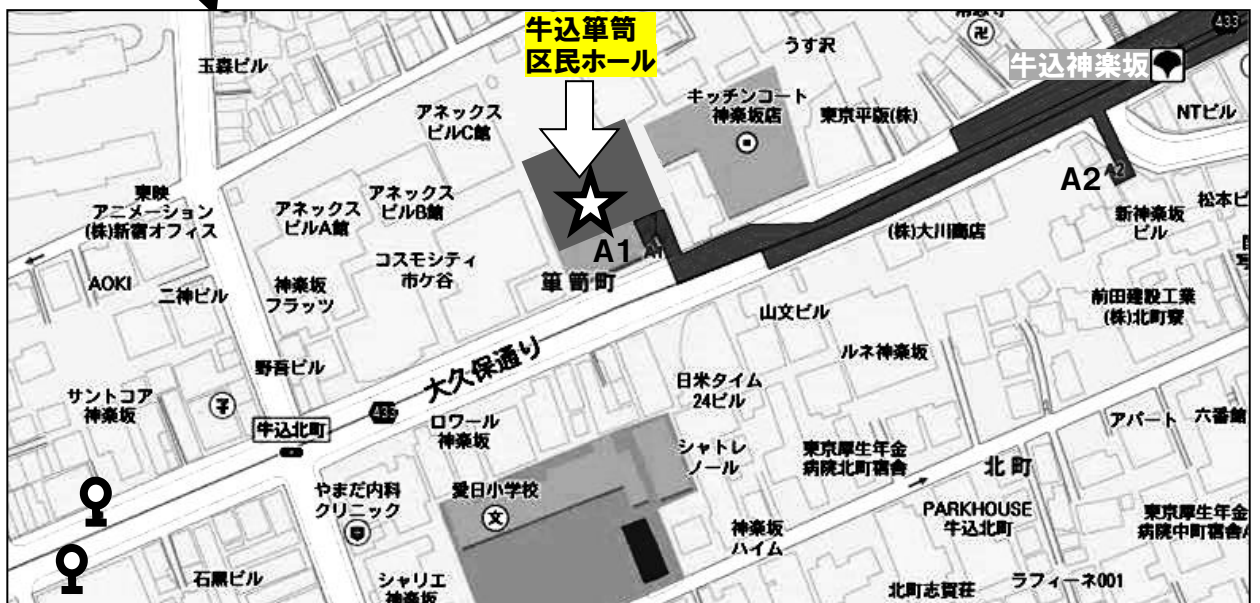 牛込箪笥
区民ホール
うす沢
433
牛込神楽坂
玉森ビル
アネックス
ビルC館
キッチンコート
神楽坂店
東京平版(株)
NTビル
東映
アニメーション
(株)新宿オフィス
アネックス
ビルA館
アネックス
ビルB館
A1
A1
A2
A2
松本ビ
新神楽坂
ビル
(株)大川商店
コスモシティ
市ケ谷
箪笥町
AOKI
二神ビル
神楽坂
フラッツ
山文ビル
前田建設工業
(株)北町寮
ルネ神楽坂
野吾ビル
大久保通り
サントコア
神楽坂
433
牛込北町
ロワール
神楽坂
日米タイム
24ビル
アパート
六番館
シャトレ
ノール
東京厚生年金
病院北町宿舎
北町
やまだ内科
クリニック
愛日小学校
文
神楽坂
ハイム
PARKHOUSE
牛込北町
東京厚生年金
病院中町宿舎
石黒ビル
シャリエ
神楽坂
北町志賀荘
ラフィーネ001